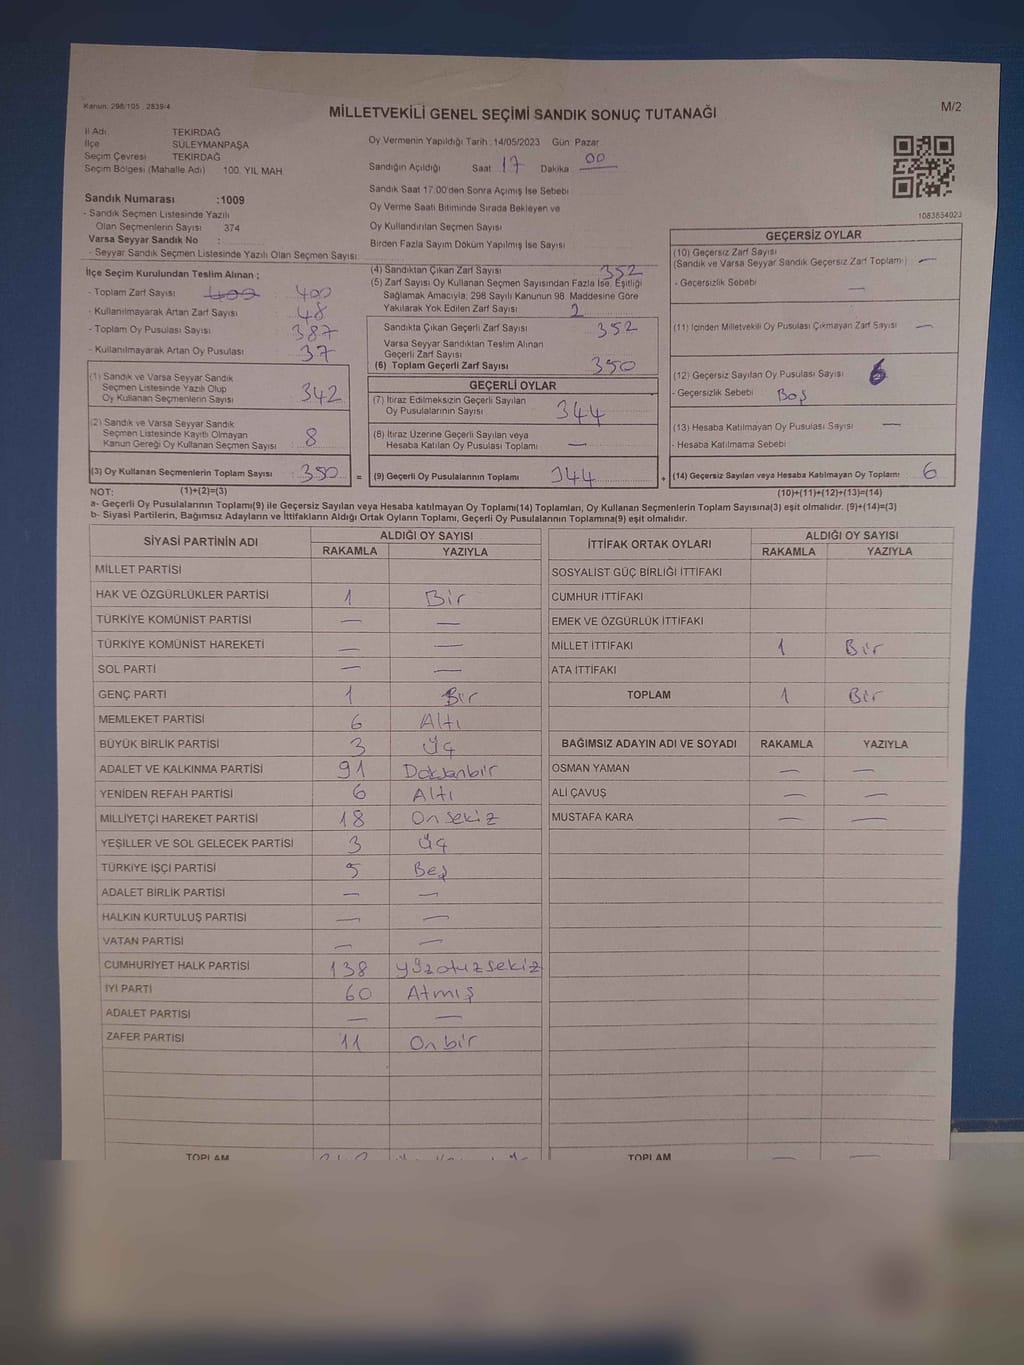 Kanun: 298/105 , 2839/4
M/2
MİLLETVEKİLİ GENEL SEÇİMİ SANDIK SONUÇ TUTANAĞI
İl Adı TEKİRDAĞ
İlçe SÜLEYMANPAŞA
Seçim Çevresi TEKİRDAĞ
Seçim Bölgesi (Mahalle Adı) 100. YIL MAH.
Oy Vermenin Yapıldığı Tarih : 14/05/2023 Gün: Pazar
Sandığın Açıldığı Saat 17 Dakika 00
Sandık Saat 17:00'den Sonra Açmış İse Sebebi
Oy Verme Saati Bitiminde Sırada Bekleyen ve
Oy Kullandırılan Seçmen Sayısı
Birden Fazla Sayım Döküm Yapılmış İse Sayısı
1083834023
Sandık Numarası :1009
- Sandık Seçmen Listesinde Yazılı
Olan Seçmenlerin Sayısı 374
Varsa Seyyar Sandık No :
- Seyyar Sandık Seçmen Listesinde Yazılı Olan Seçmen Sayısı:
İlçe Seçim Kurulundan Teslim Alınan ;
- Toplam Zarf Sayısı 400 400
- Kullanılmayarak Artan Zarf Sayısı 48
- Toplam Oy Pusulası Sayısı 387
- Kullanılmayarak Artan Oy Pusulası 37
(1) Sandık ve Varsa Seyyar Sandık
Seçmen Listesinde Yazılı Olup
Oy Kullanan Seçmenlerin Sayısı 342
(2) Sandık ve Varsa Seyyar Sandık
Seçmen Listesinde Kayıtlı Olmayan
Kanun Gereği Oy Kullanan Seçmen Sayısı 8
(3) Oy Kullanan Seçmenlerin Toplam Sayısı 350 =
(1)+(2)=(3)
(4) Sandıktan Çıkan Zarf Sayısı 352
(5) Zarf Sayısı Oy Kullanan Seçmen Sayısından Fazla İse, Eşitliği
Sağlamak Amacıyla, 298 Sayılı Kanunun 98. Maddesine Göre
Yakılarak Yok Edilen Zarf Sayısı 2
Sandıkta Çıkan Geçerli Zarf Sayısı 352
Varsa Seyyar Sandıktan Teslim Alınan
Geçerli Zarf Sayısı
(6) Toplam Geçerli Zarf Sayısı 350
GEÇERLİ OYLAR
(7) İtiraz Edilmeksizin Geçerli Sayılan
Oy Pusulalarının Sayısı 344
(8) İtiraz Üzerine Geçerli Sayılan veya
Hesaba Katılan Oy Pusulası Toplamı —
(9) Geçerli Oy Pusulalarının Toplamı 344 +
GEÇERSİZ OYLAR
(10) Geçersiz Zarf Sayısı
(Sandık ve Varsa Seyyar Sandık Geçersiz Zarf Toplamı) —
- Geçersizlik Sebebi —
(11) İçinden Milletvekili Oy Pusulası Çıkmayan Zarf Sayısı —
(12) Geçersiz Sayılan Oy Pusulası Sayısı 6
- Geçersizlik Sebebi Boş
(13) Hesaba Katılmayan Oy Pusulası Sayısı —
- Hesaba Katılmama Sebebi
(14) Geçersiz Sayılan veya Hesaba Katılmayan Oy Toplamı 6
(10)+(11)+(12)+(13)=(14)
NOT:
a- Geçerli Oy Pusulalarının Toplamı(9) ile Geçersiz Sayılan veya Hesaba katılmayan Oy Toplamı(14) Toplamları, Oy Kullanan Seçmenlerin Toplam Sayısına(3) eşit olmalıdır. (9)+(14)=(3)
b- Siyasi Partilerin, Bağımsız Adayların ve İttifakların Aldığı Ortak Oyların Toplamı, Geçerli Oy Pusulalarının Toplamına(9) eşit olmalıdır.
SİYASİ PARTİNİN ADI ALDIĞI OY SAYISI
RAKAMLA YAZIYLA
MİLLET PARTİSİ
HAK VE ÖZGÜRLÜKLER PARTİSİ 1 Bir
TÜRKİYE KOMÜNİST PARTİSİ — —
TÜRKİYE KOMÜNİST HAREKETİ — —
SOL PARTİ — —
GENÇ PARTİ 1 Bir
MEMLEKET PARTİSİ 6 Altı
BÜYÜK BİRLİK PARTİSİ 3 Üç
ADALET VE KALKINMA PARTİSİ 91 Doksanbir
YENİDEN REFAH PARTİSİ 6 Altı
MİLLİYETÇİ HAREKET PARTİSİ 18 Onsekiz
YEŞİLLER VE SOL GELECEK PARTİSİ 3 Üç
TÜRKİYE İŞÇİ PARTİSİ 5 Beş
ADALET BİRLİK PARTİSİ — —
HALKIN KURTULUŞ PARTİSİ — —
VATAN PARTİSİ — —
CUMHURİYET HALK PARTİSİ 138 yüzotuzsekiz
İYİ PARTİ 60 Atmış
ADALET PARTİSİ — —
ZAFER PARTİSİ 11 Onbir
TOPLAM
İTTİFAK ORTAK OYLARI ALDIĞI OY SAYISI
RAKAMLA YAZIYLA
SOSYALİST GÜÇ BİRLİĞİ İTTİFAKI
CUMHUR İTTİFAKI
EMEK VE ÖZGÜRLÜK İTTİFAKI
MİLLET İTTİFAKI 1 Bir
ATA İTTİFAKI
TOPLAM 1 Bir
BAĞIMSIZ ADAYIN ADI VE SOYADI RAKAMLA YAZIYLA
OSMAN YAMAN — —
ALİ ÇAVUŞ — —
MUSTAFA KARA — —
TOPLAM — —